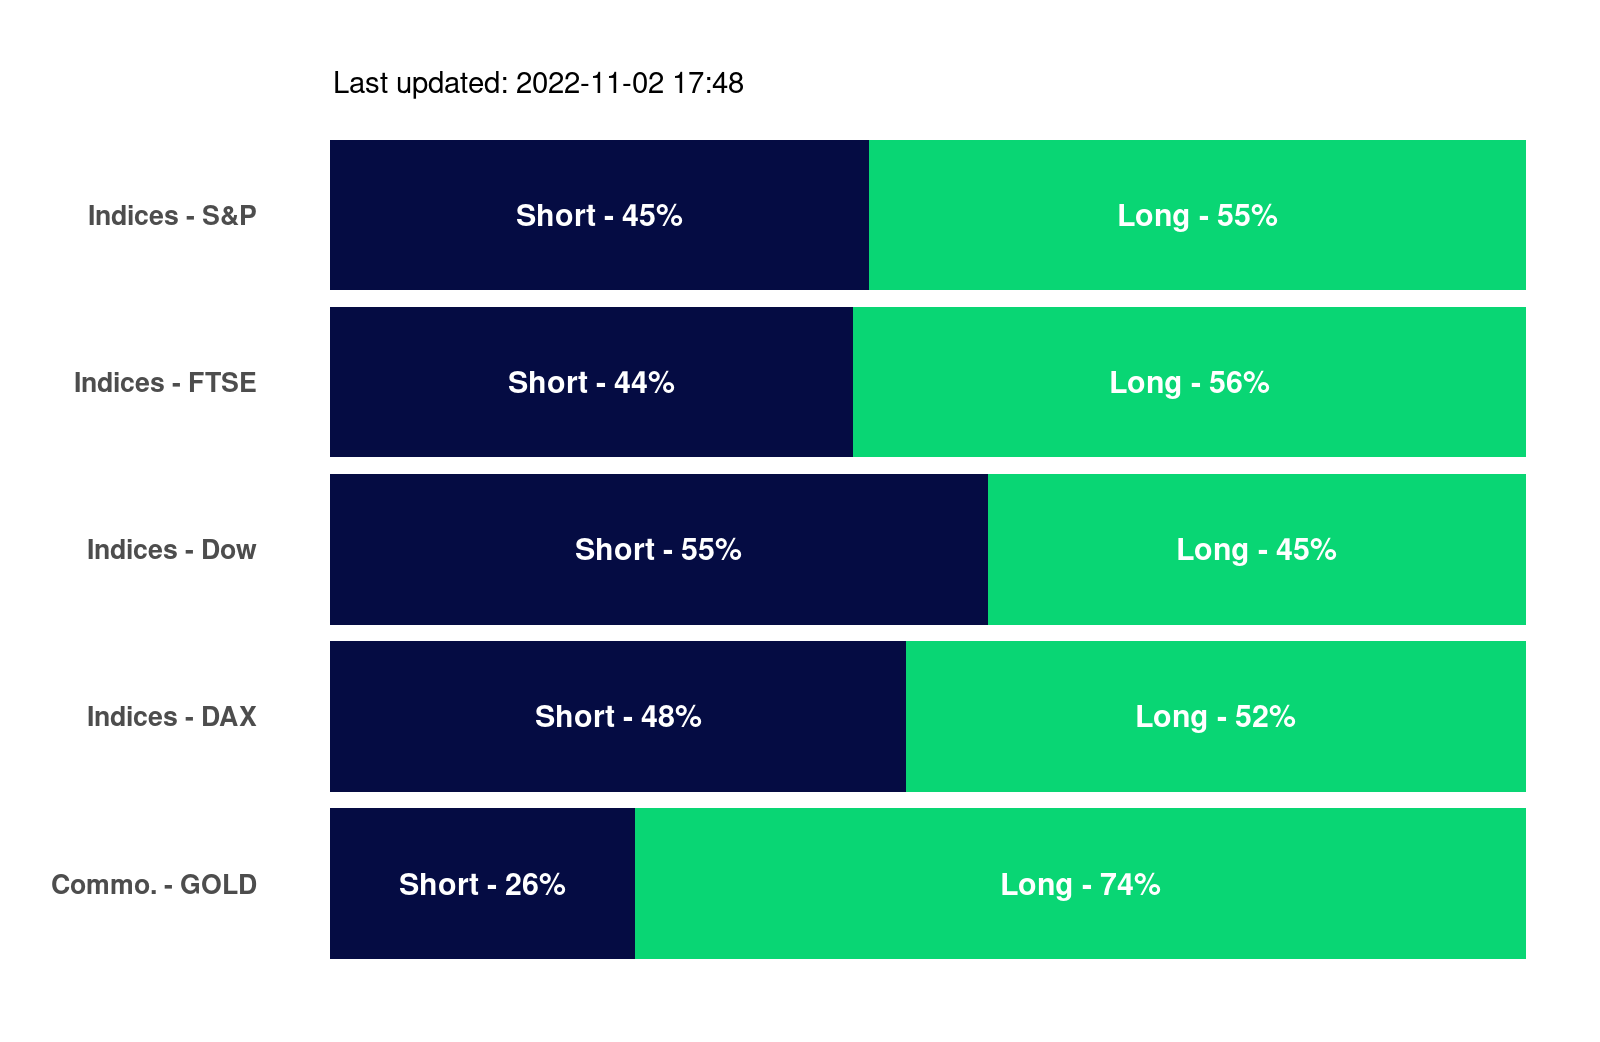 Last updated: 2022-11-02 17:48
Indices - S&P
Short - 45%
Long - 55%
Indices - FTSE
Short - 44%
Long - 56%
Indices - Dow
Short - 55%
Long - 45%
Indices - DAX
Short - 48%
Long - 52%
Commo. - GOLD
Short - 26%
Long - 74%